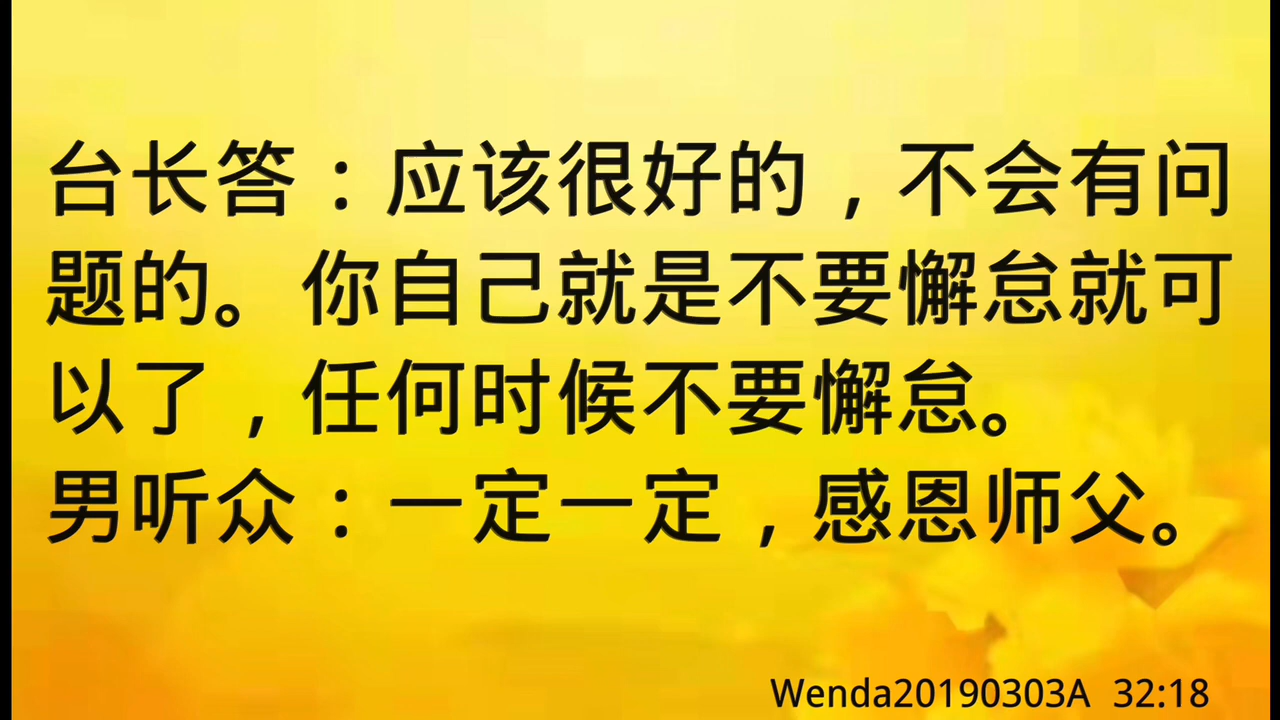 台长答：应该很好的，不会有问
题的。你自己就是不要懈怠就可
以了，任何时候不要懈怠。
男听众：一定一定，感恩师父。
Wenda20190303A 32:18